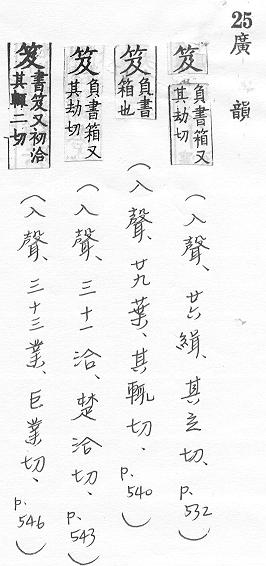 25廣韻
笈負書箱又其劫切(入聲、廿六緝、其立切、p.532)
笈負書箱也(入聲、廿九葉、其輒切、p.540)
笈負書箱又其劫切(入聲、三十一洽、楚洽切、p.543)
笈書笈又初洽其輒二切(入聲、三十三業、巨業切、p.546)